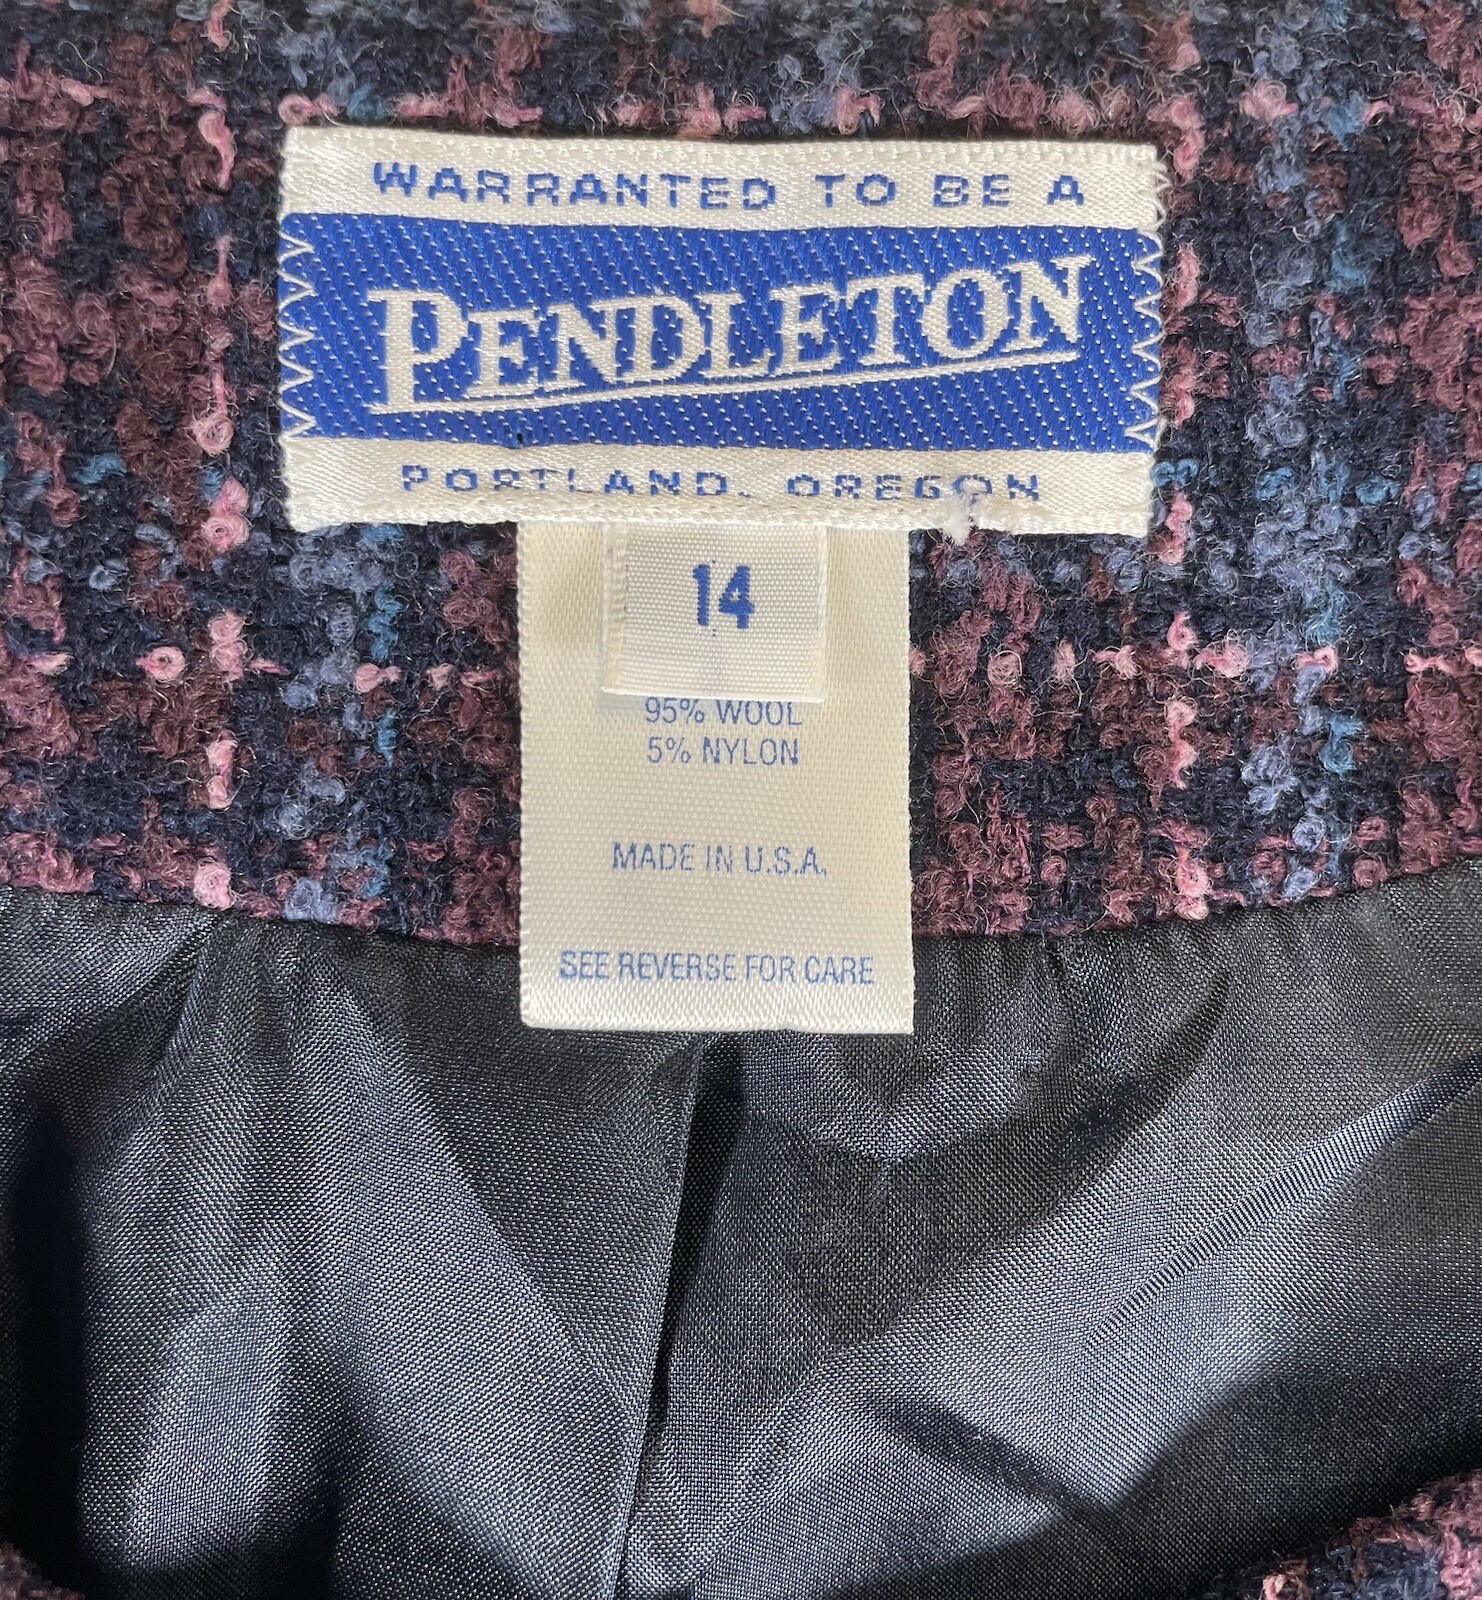 WARRANTED TO BE A
PENDLETON
PORTLAND, OREGON
14
95% WOOL
5% NYLON
MADE IN U.S.A.
SEE REVERSE FOR CARE